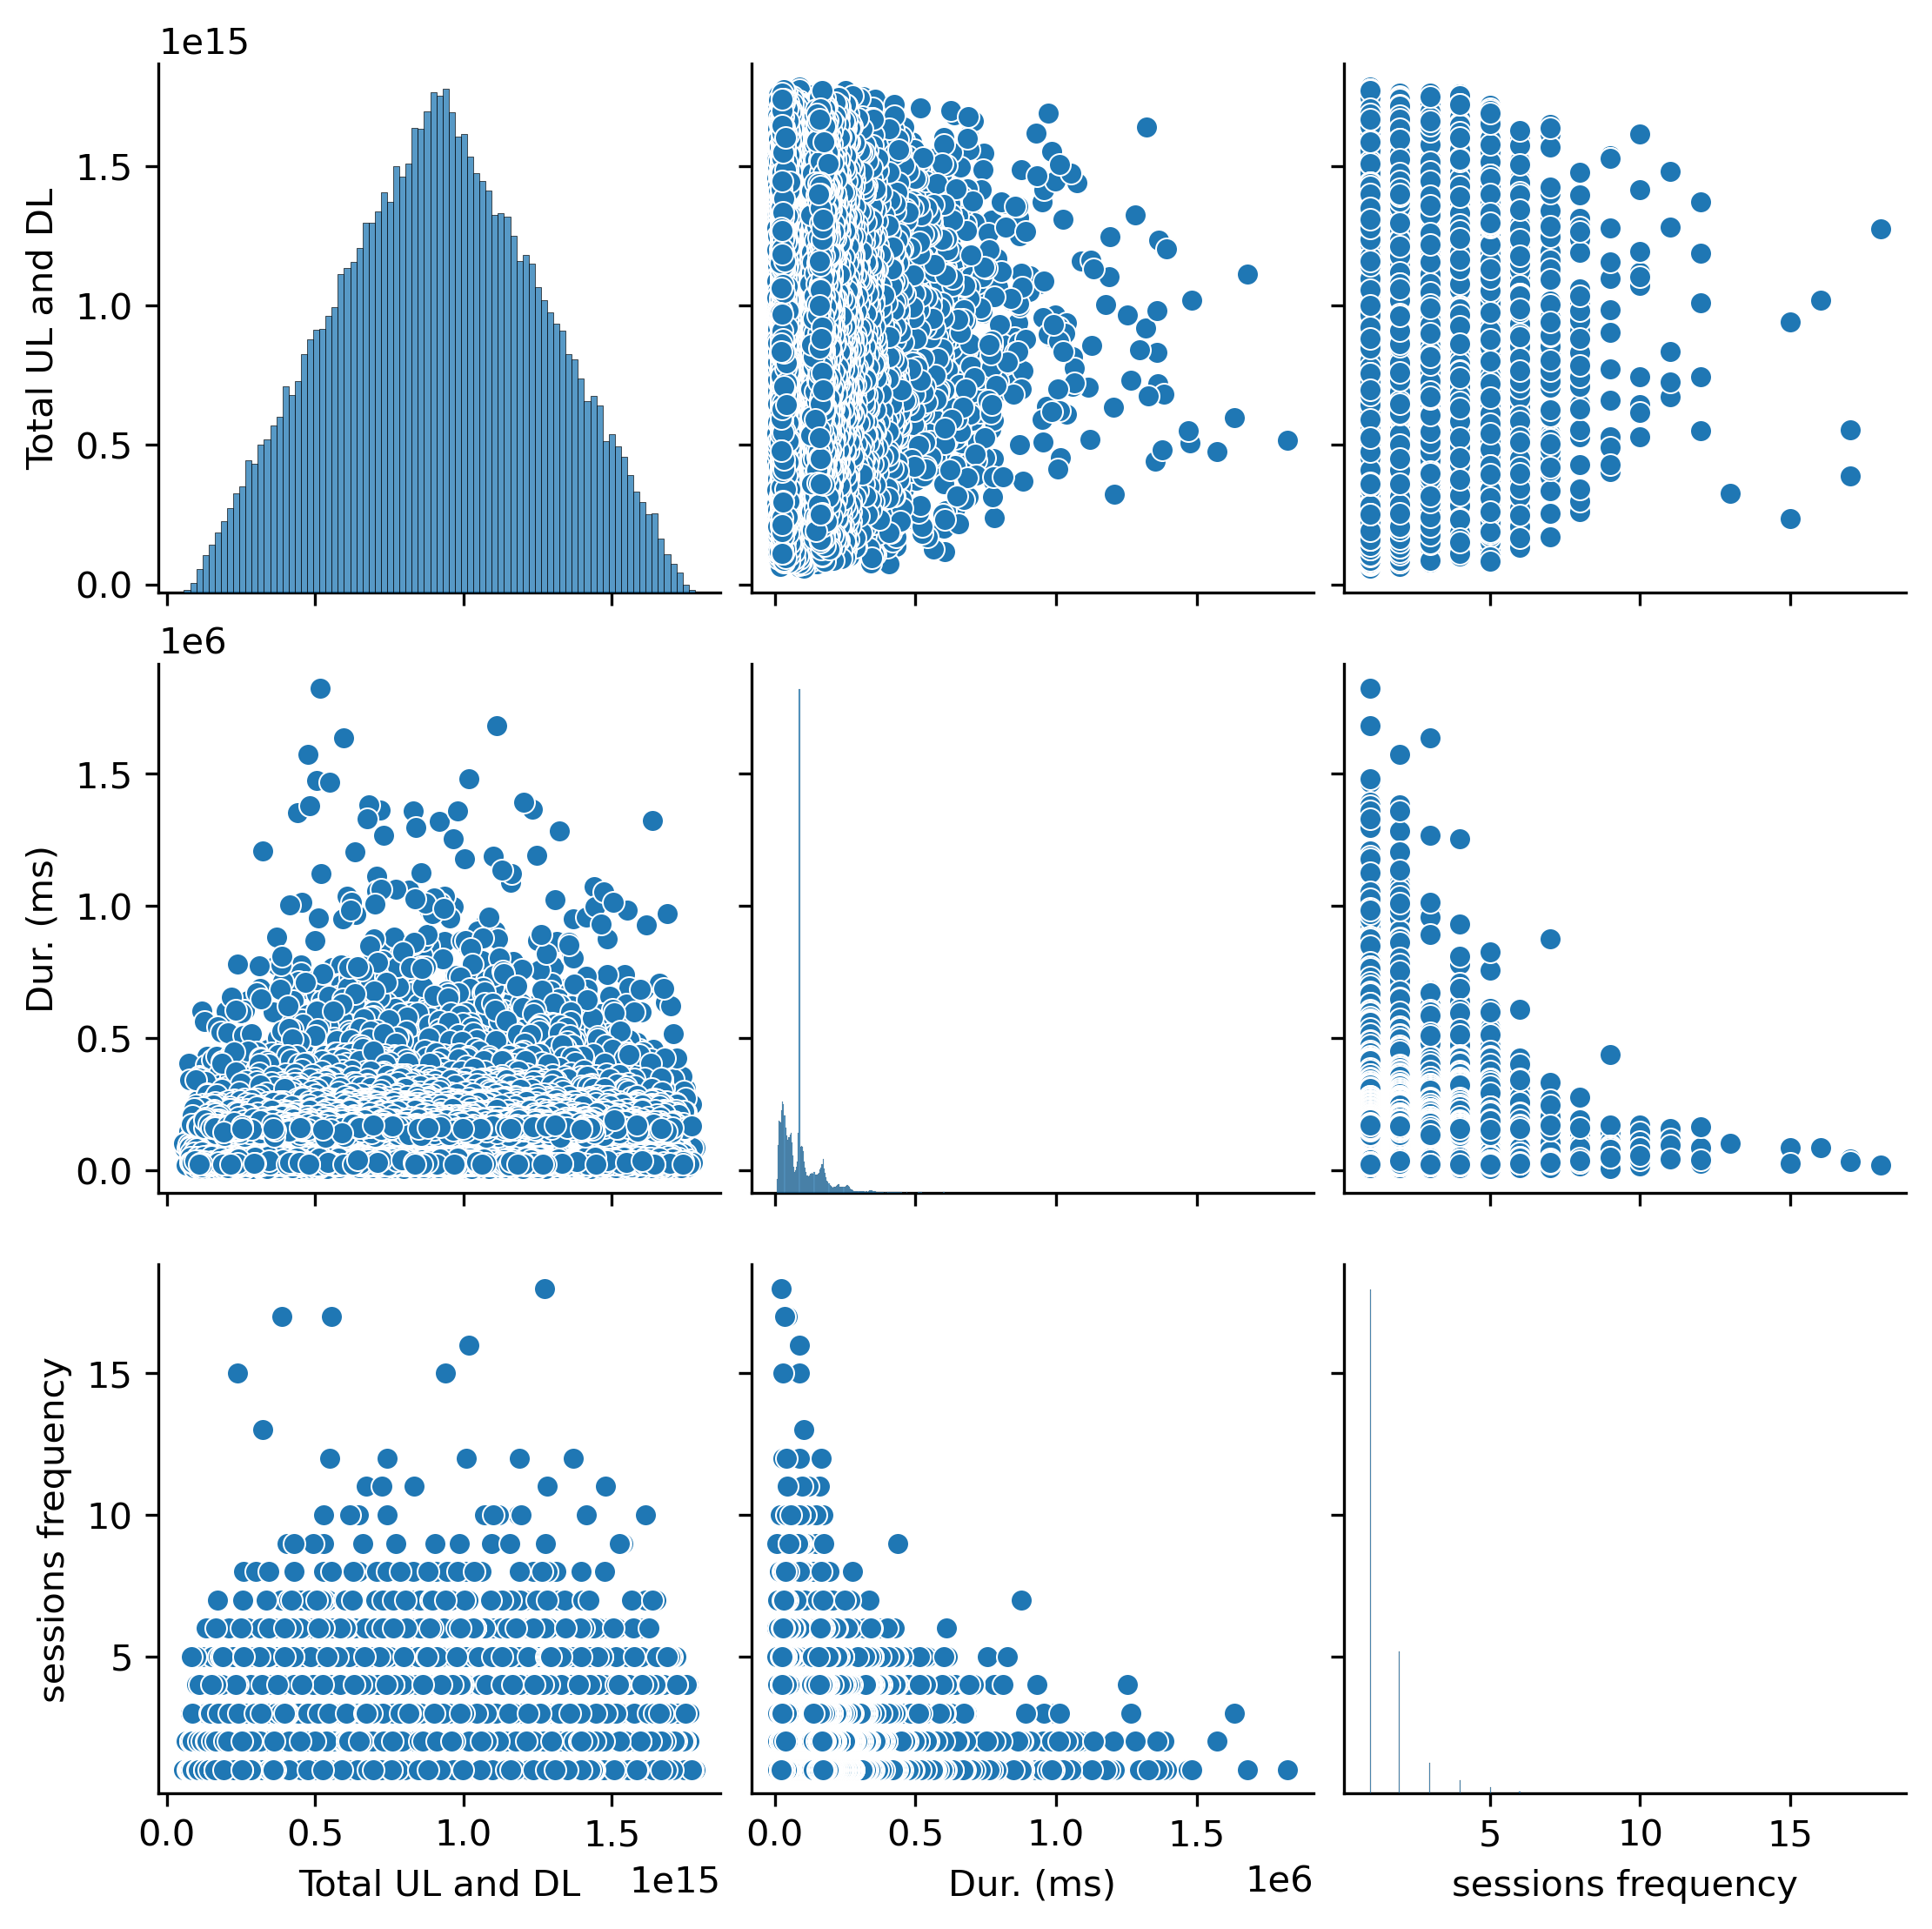 1e15
Total UL and DL
1.5
1.0
0.5
0.0
1e6
Dur. (ms)
1.5
1.0
0.5
0.0
sessions frequency
15
10
5
0.0 0.5 1.0 1.5 0.0 0.5 1.0 1.5 5 10 15
Total UL and DL 1e15 Dur. (ms) 1e6 sessions frequency